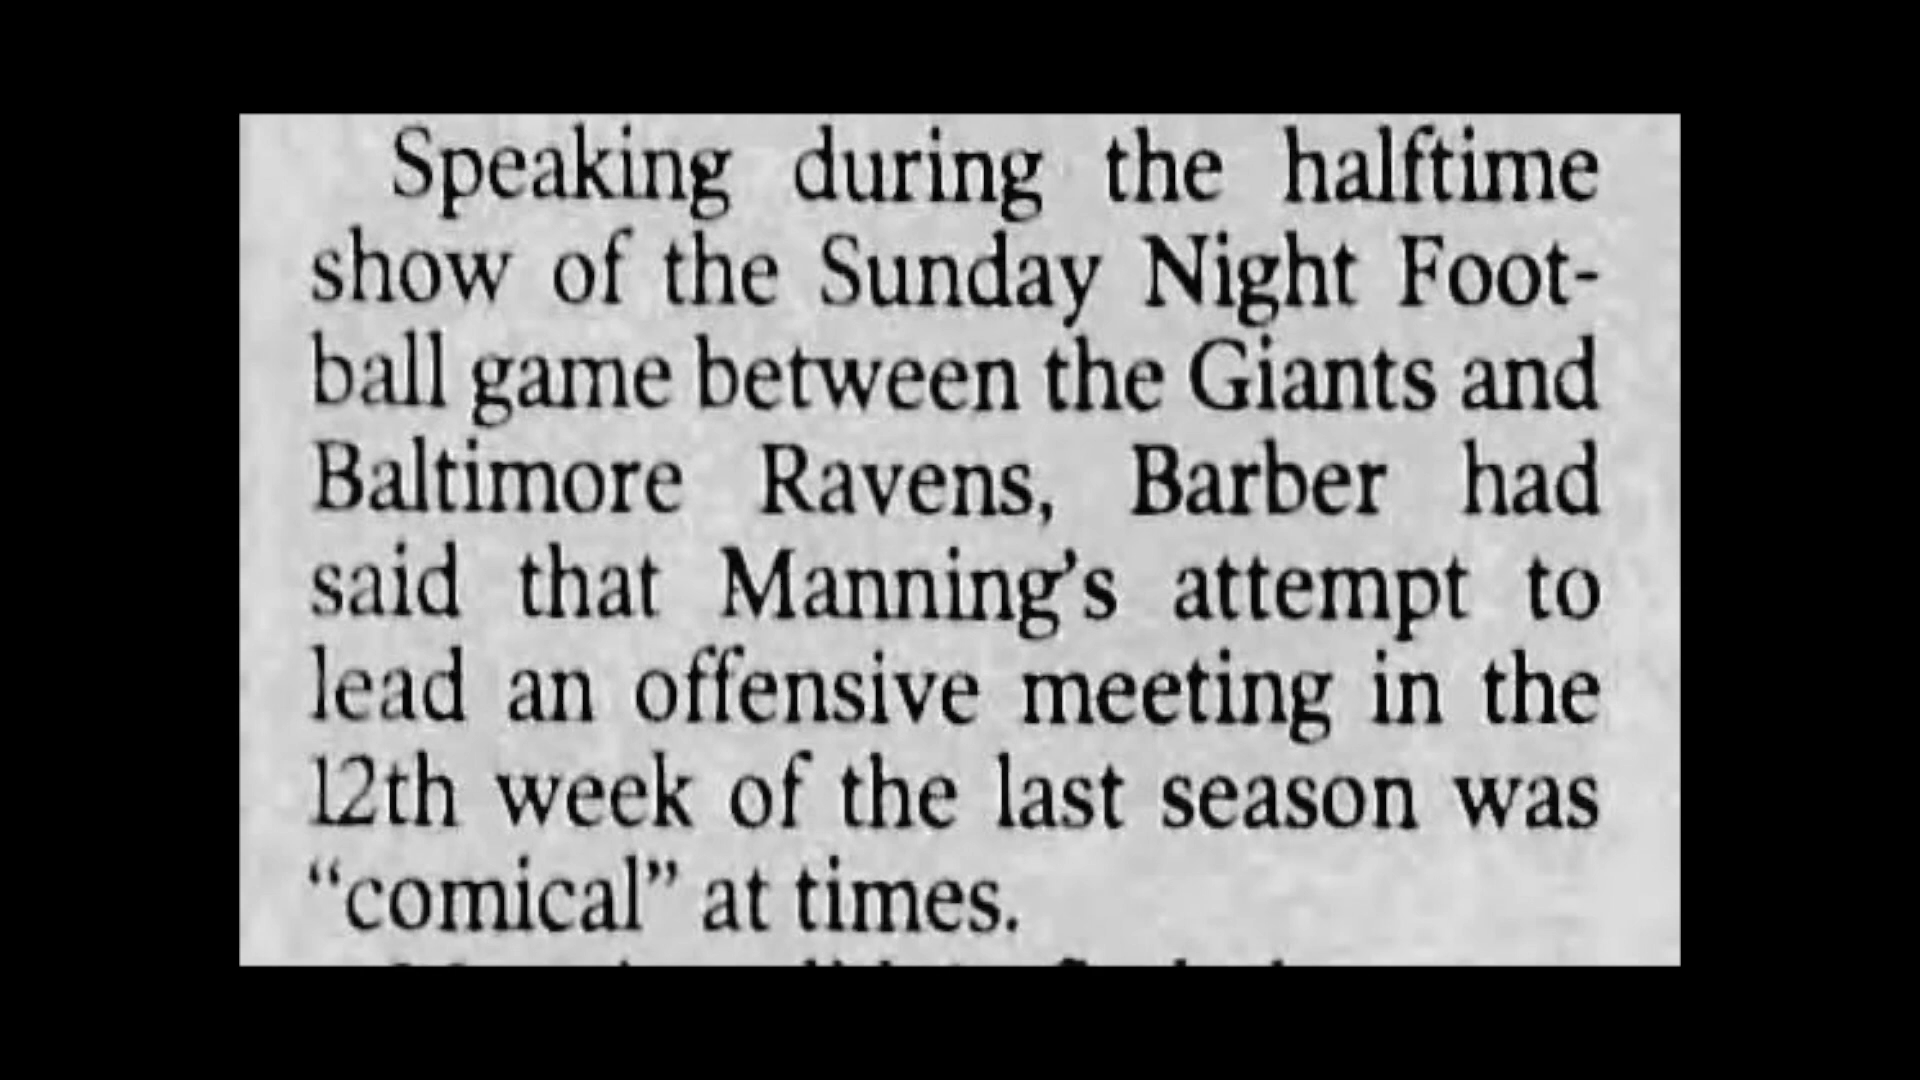 Speaking during the halftime
show of the Sunday Night Foot-
ball game between the Giants and
Baltimore Ravens, Barber had
said that Manning's attempt to
lead an offensive meeting in the
12th week of the last season was
“comical” at times.